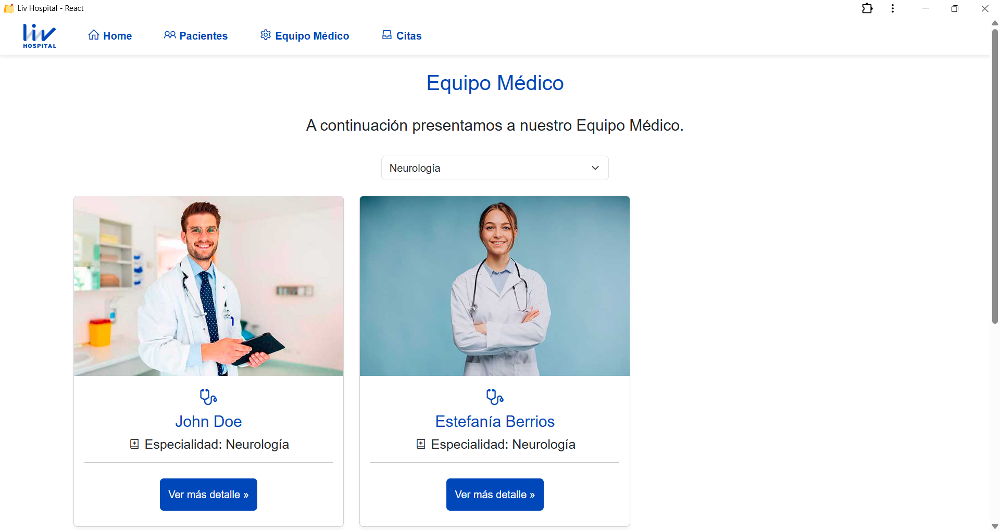 Liv Hospital - React
liv
HOSPITAL
Home
Pacientes
Equipo Médico
Citas
Equipo Médico
A continuación presentamos a nuestro Equipo Médico.
Neurología
John Doe
Especialidad: Neurología
Ver más detalle »
Estefanía Berrios
Especialidad: Neurología
Ver más detalle »